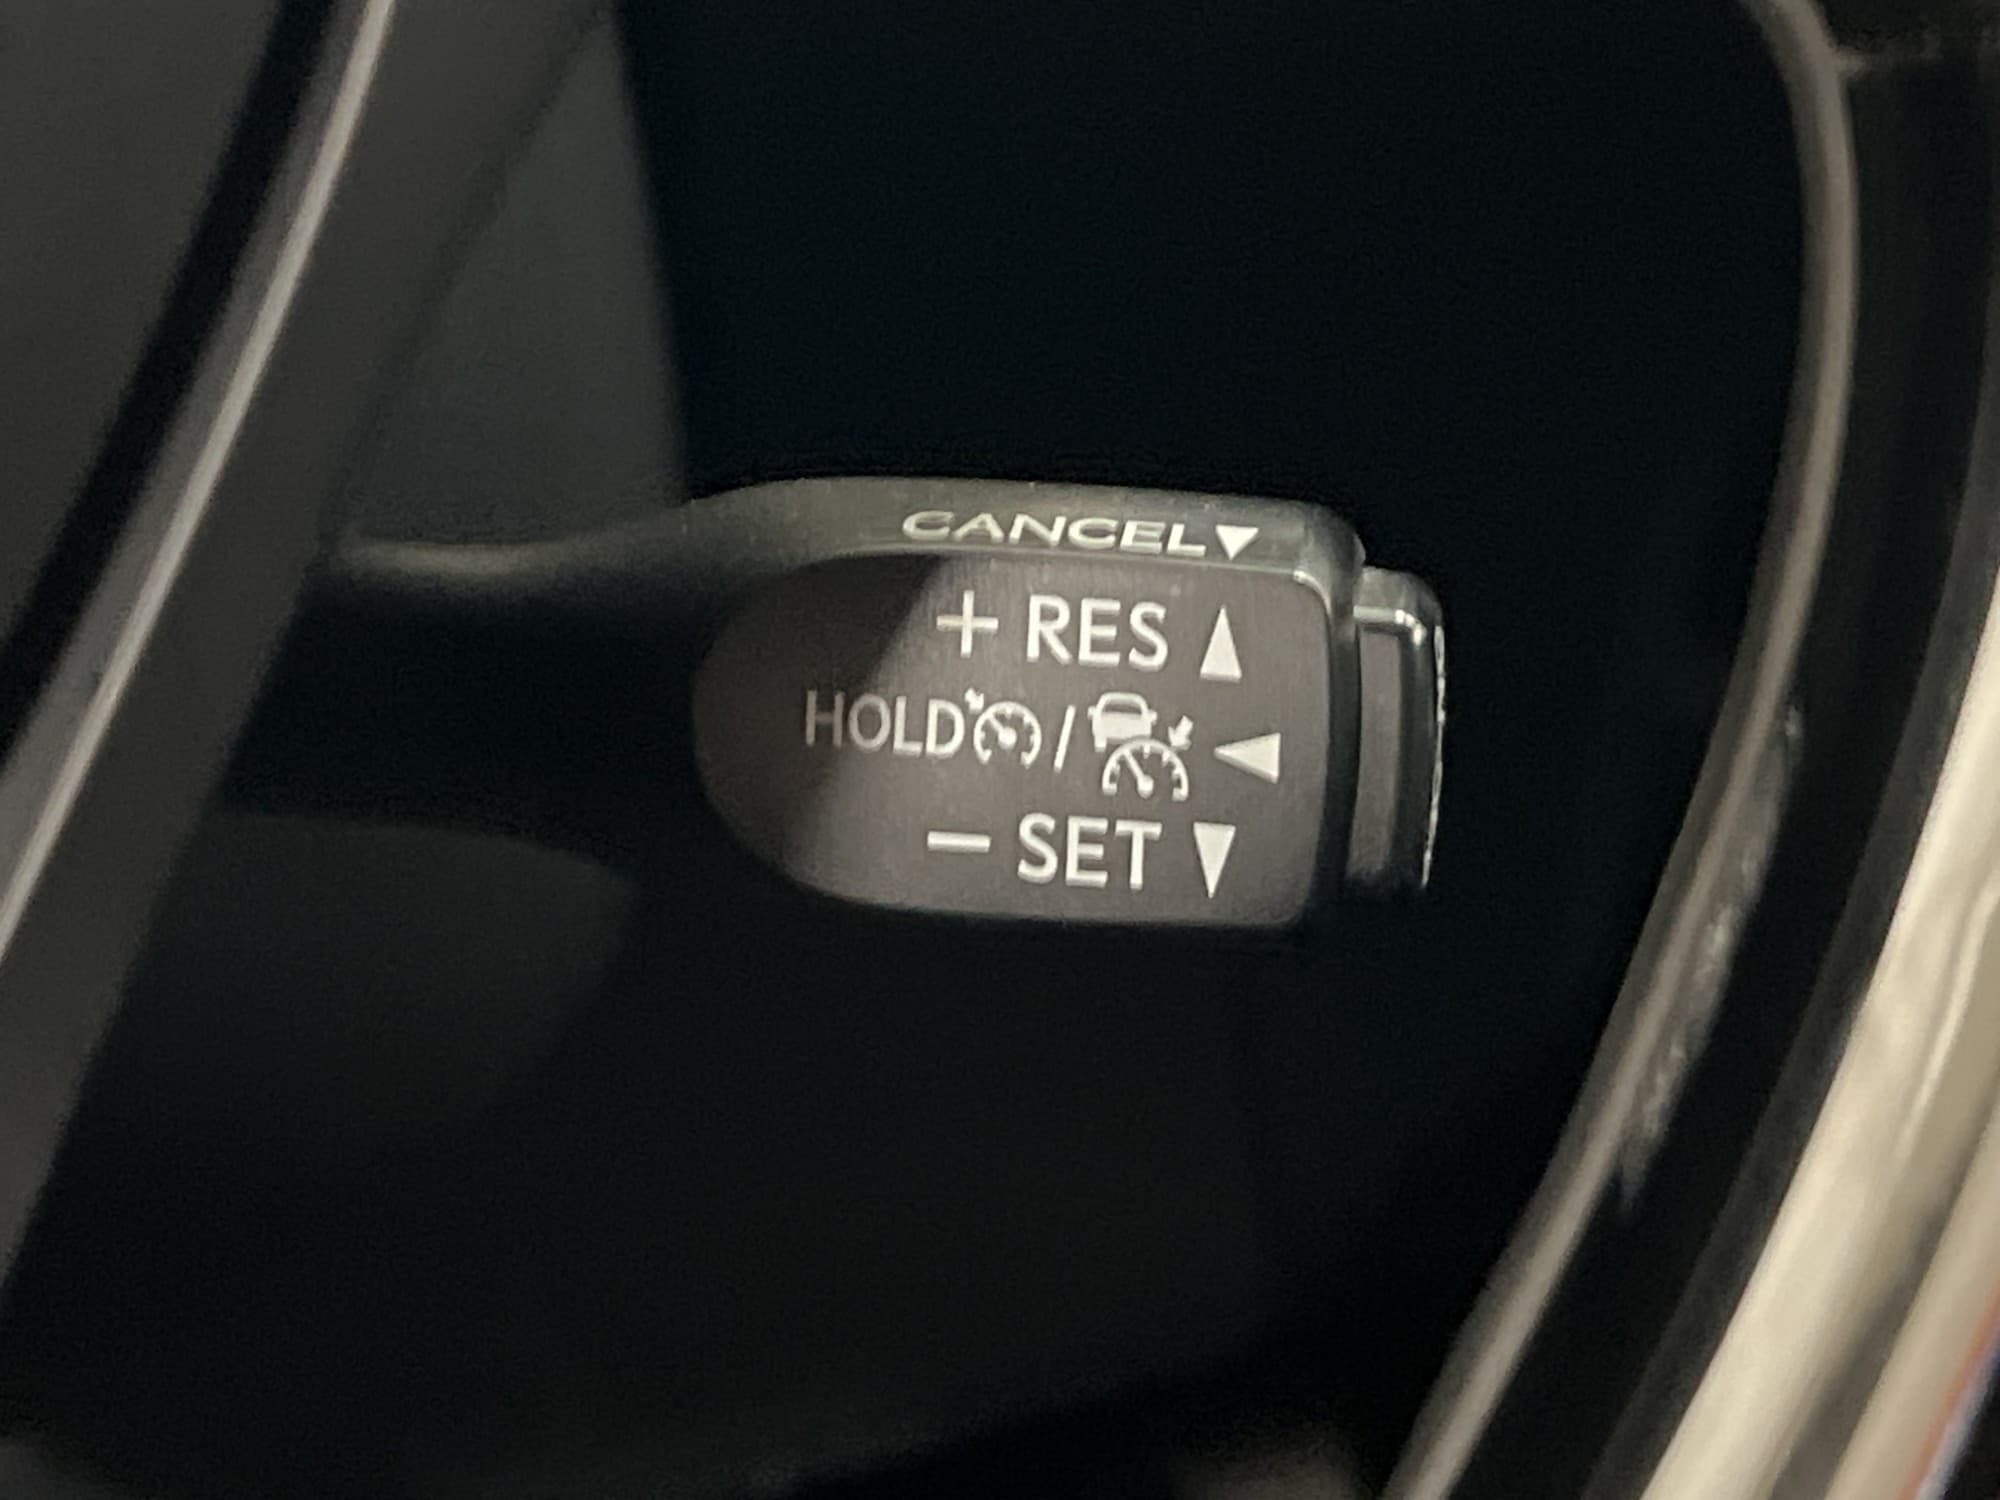 CANCEL▼
+ RES ▲
HOLD / ◀
− SET ▼